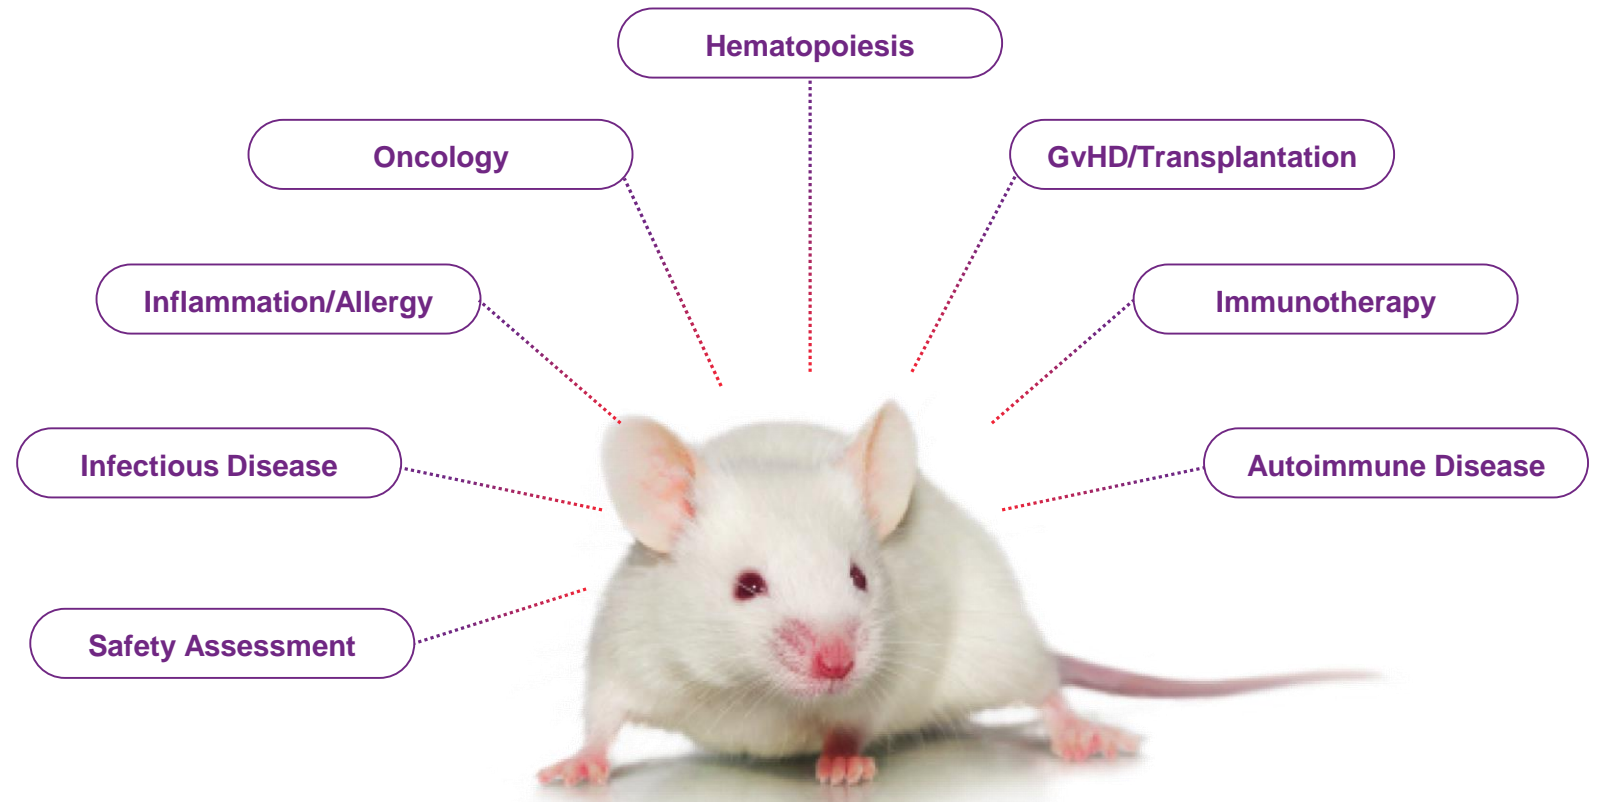 Hematopoiesis
Oncology
GvHD/Transplantation
Inflammation/Allergy
Immunotherapy
Infectious Disease
Autoimmune Disease
Safety Assessment